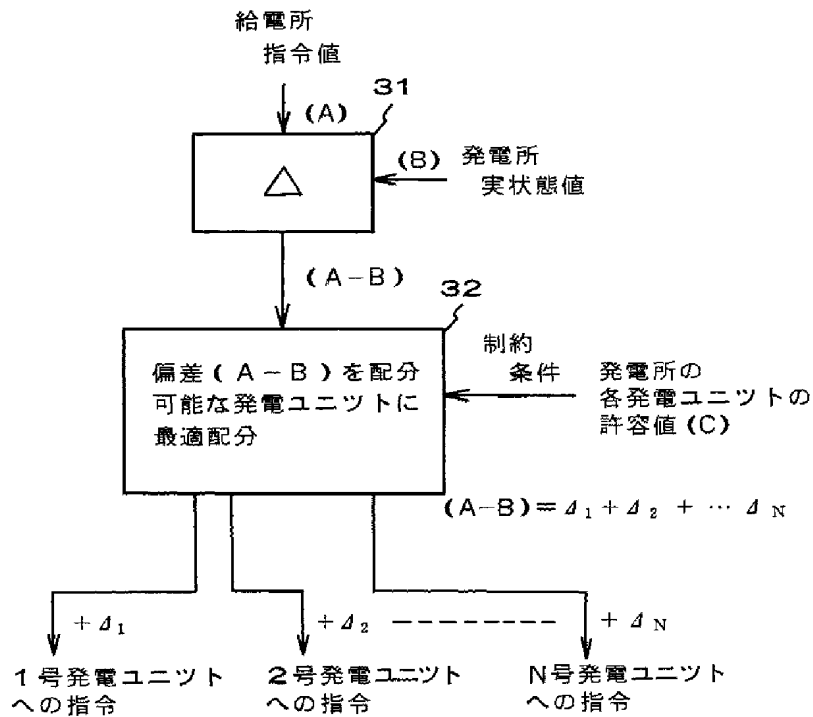 給電所
指令値
31
(A)
(B) 発電所
実状態値
△
(A-B)
32
制約
条件
偏差(A-B)を配分
可能な発電ユニットに
最適配分
発電所の
各発電ユニットの
許容値(C)
(A-B)=Δ1+Δ2+…ΔN
+Δ1
+Δ2
+ΔN
1号発電ユニット
への指令
2号発電ユニット
への指令
N号発電ユニット
への指令